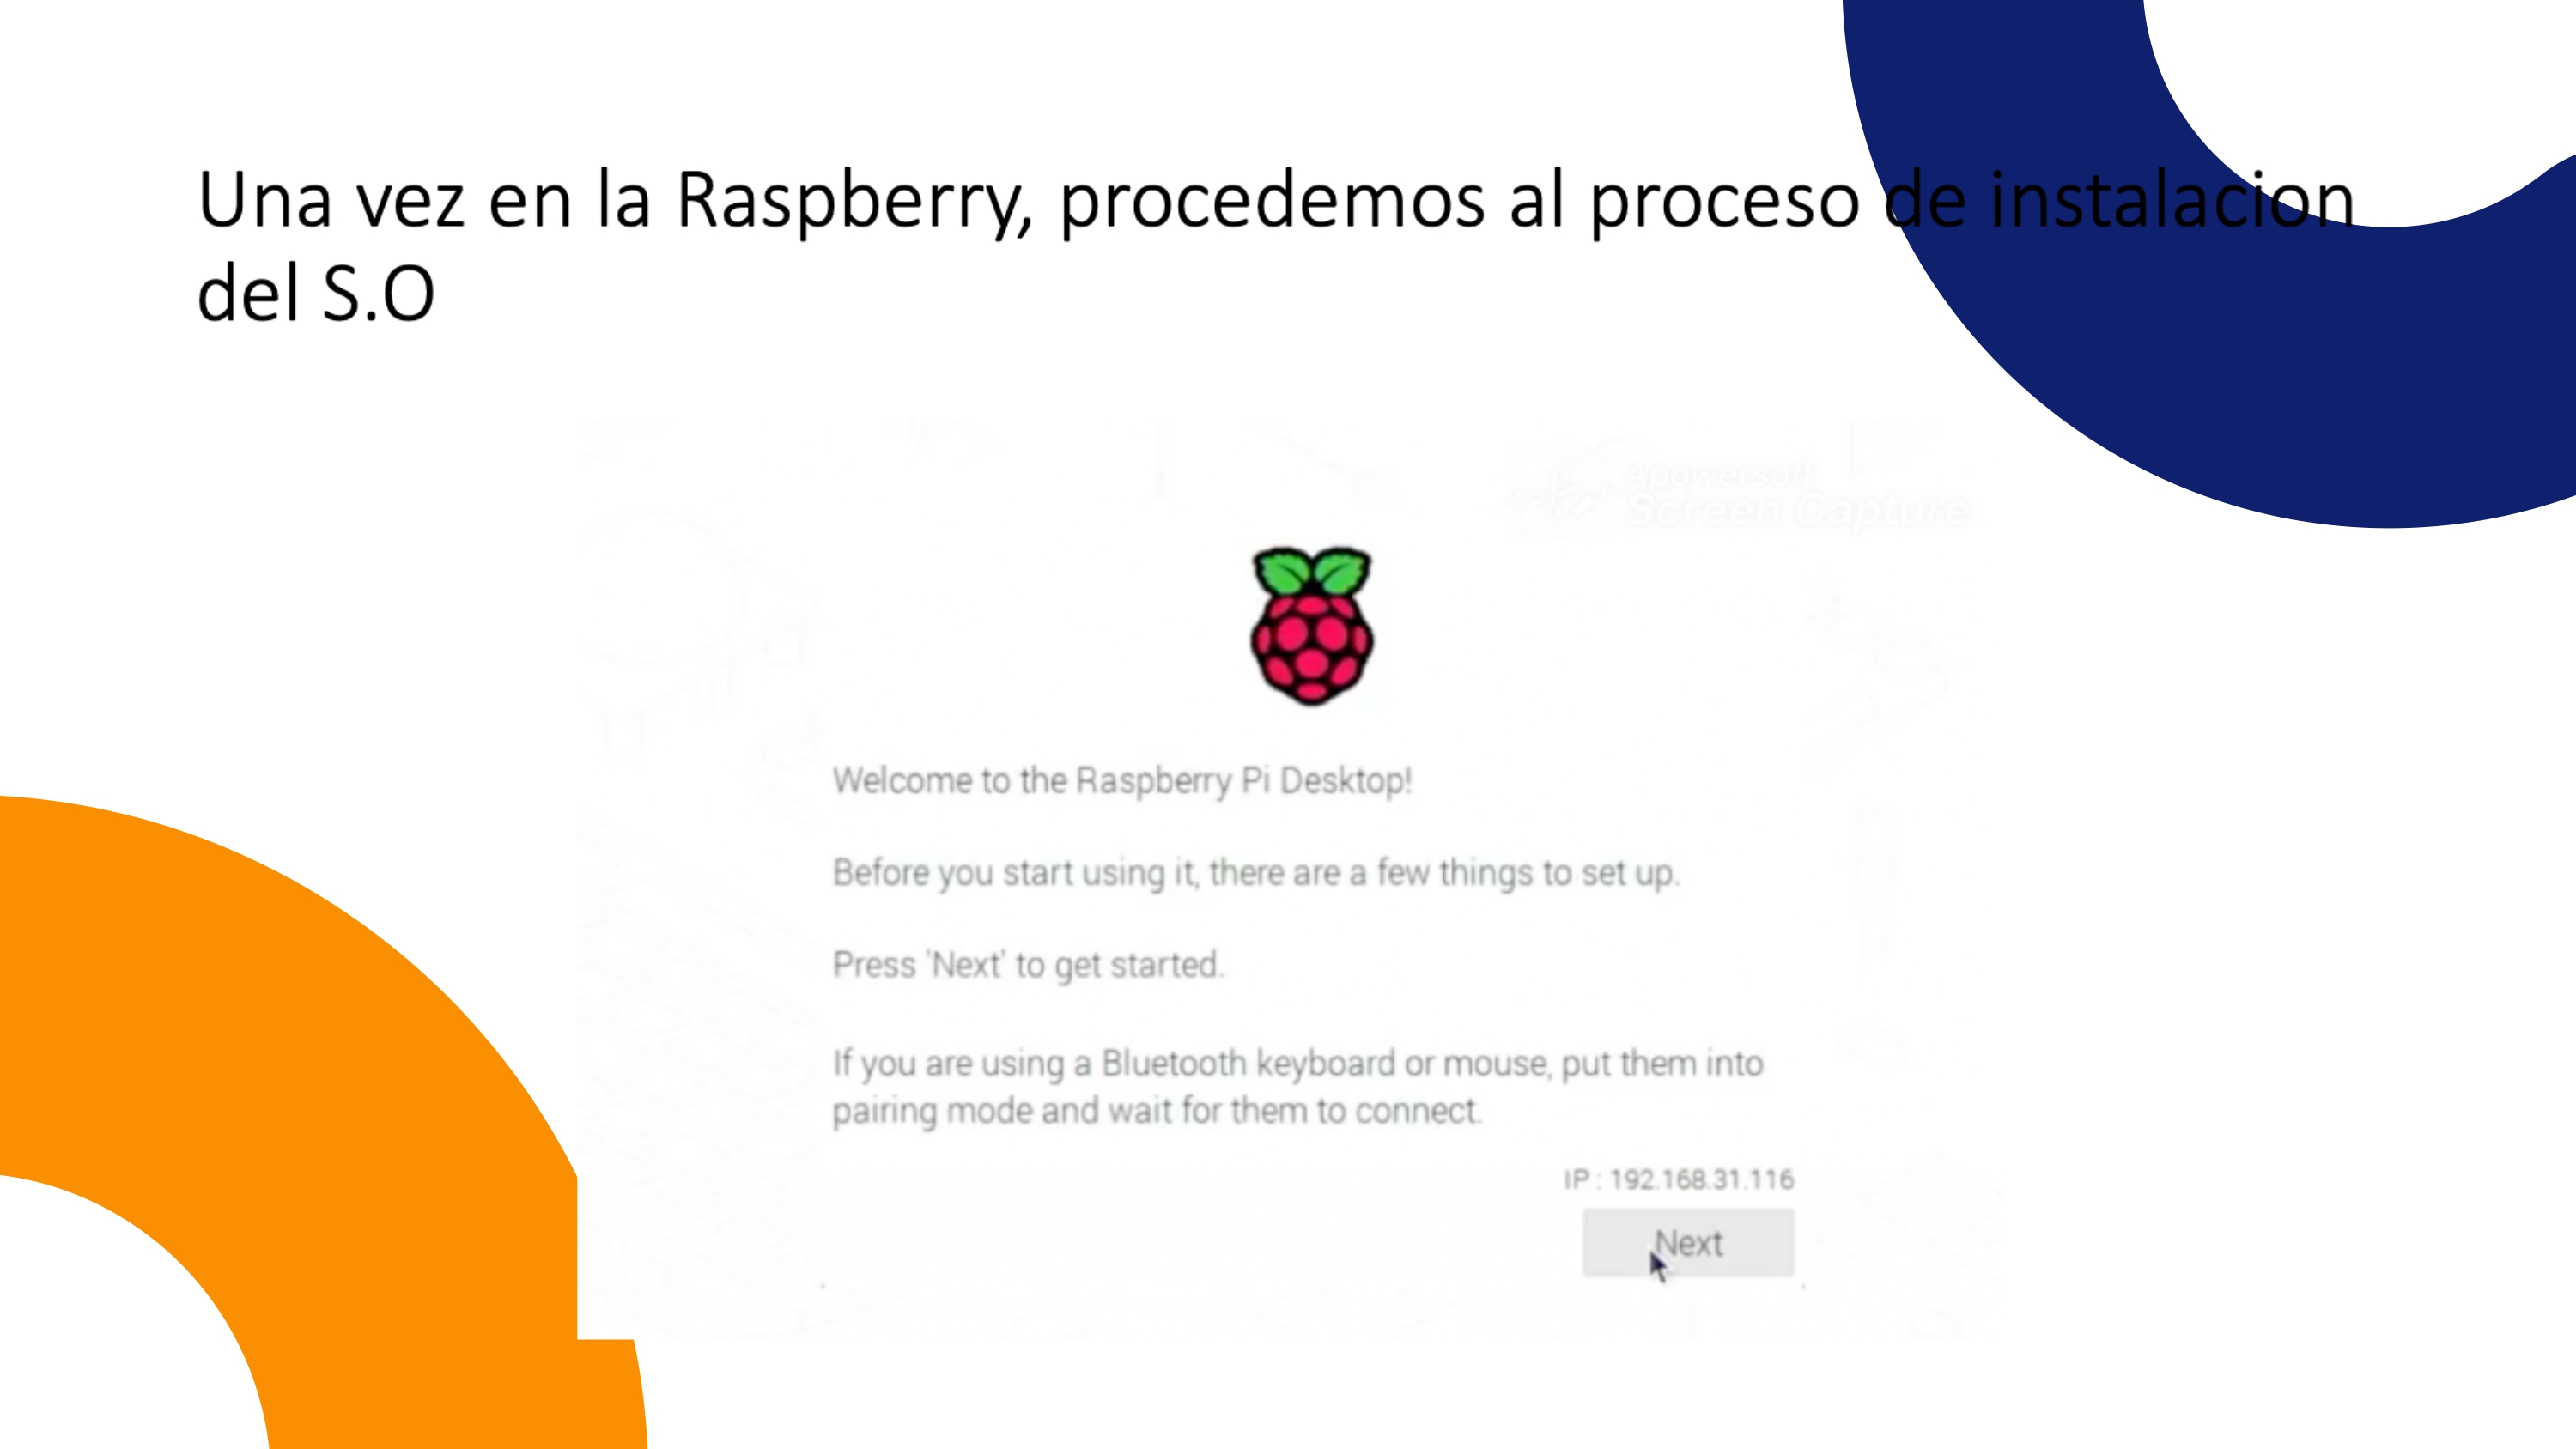 Una vez en la Raspberry, procedemos al proceso de instalacion
del S.O
Apowersoft
Screen Capture
Welcome to the Raspberry Pi Desktop!
Before you start using it, there are a few things to set up.
Press 'Next' to get started.
If you are using a Bluetooth keyboard or mouse, put them into
pairing mode and wait for them to connect.
IP : 192.168.31.116
Next